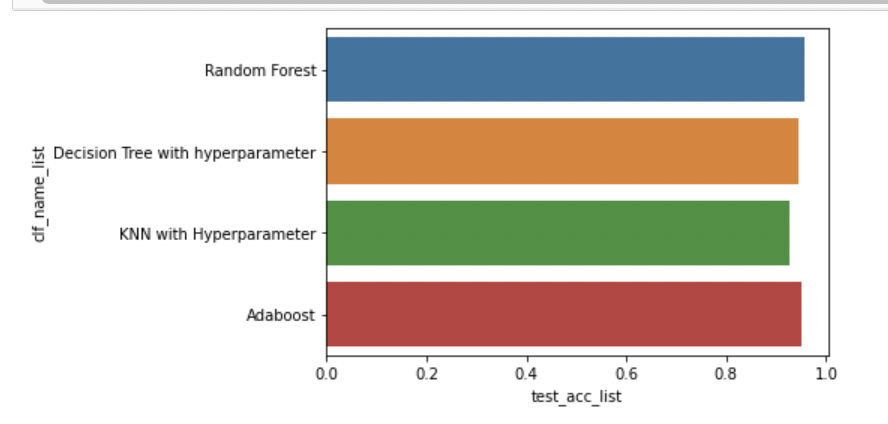 Random Forest
Decision Tree with hyperparameter
KNN with Hyperparameter
Adaboost
clf_name_list
0.0 0.2 0.4 0.6 0.8 1.0
test_acc_list